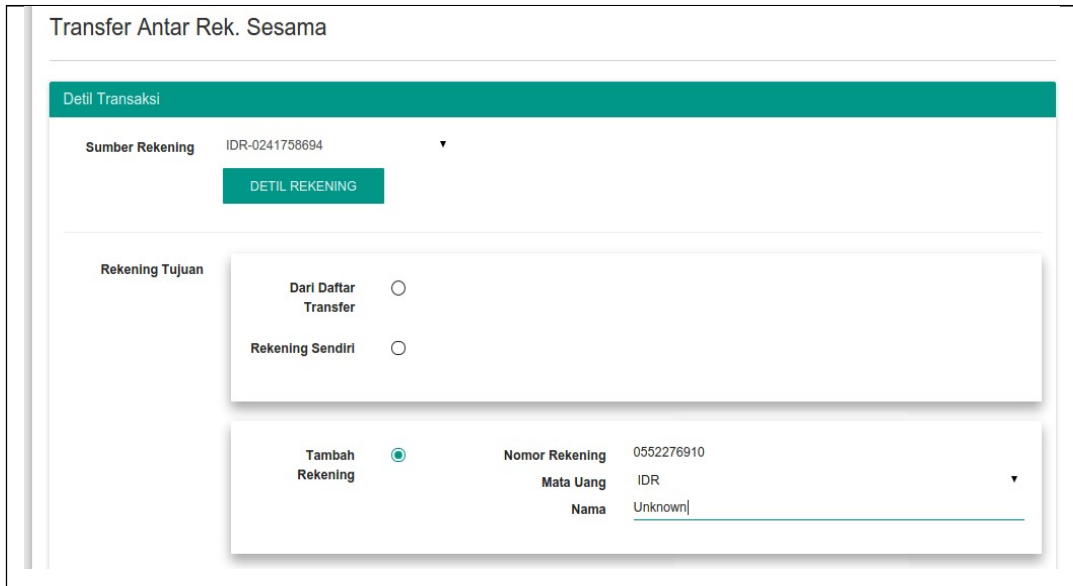 Transfer Antar Rek. Sesama
Detil Transaksi
Sumber Rekening IDR-0241758694
DETIL REKENING
Rekening Tujuan
Dari Daftar
Transfer
Rekening Sendiri
Tambah
Rekening
Nomor Rekening 0552276910
Mata Uang IDR
Nama Unknown